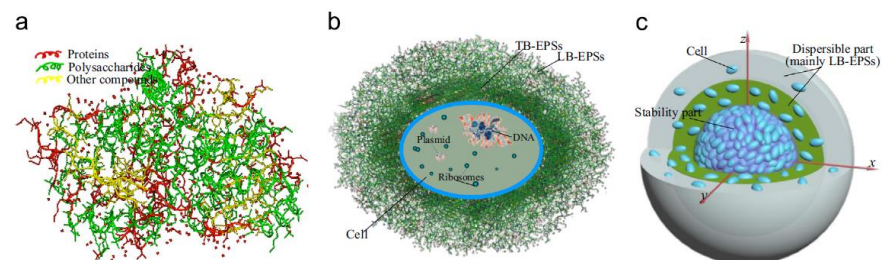 a
Proteins
Polysaccharides
Other compounds
b
TB-EPSs
LB-EPSs
Plasmid
DNA
Ribosomes
Cell
c
z
Cell
Dispersible part
(mainly LB-EPSs)
Stability part
x
y